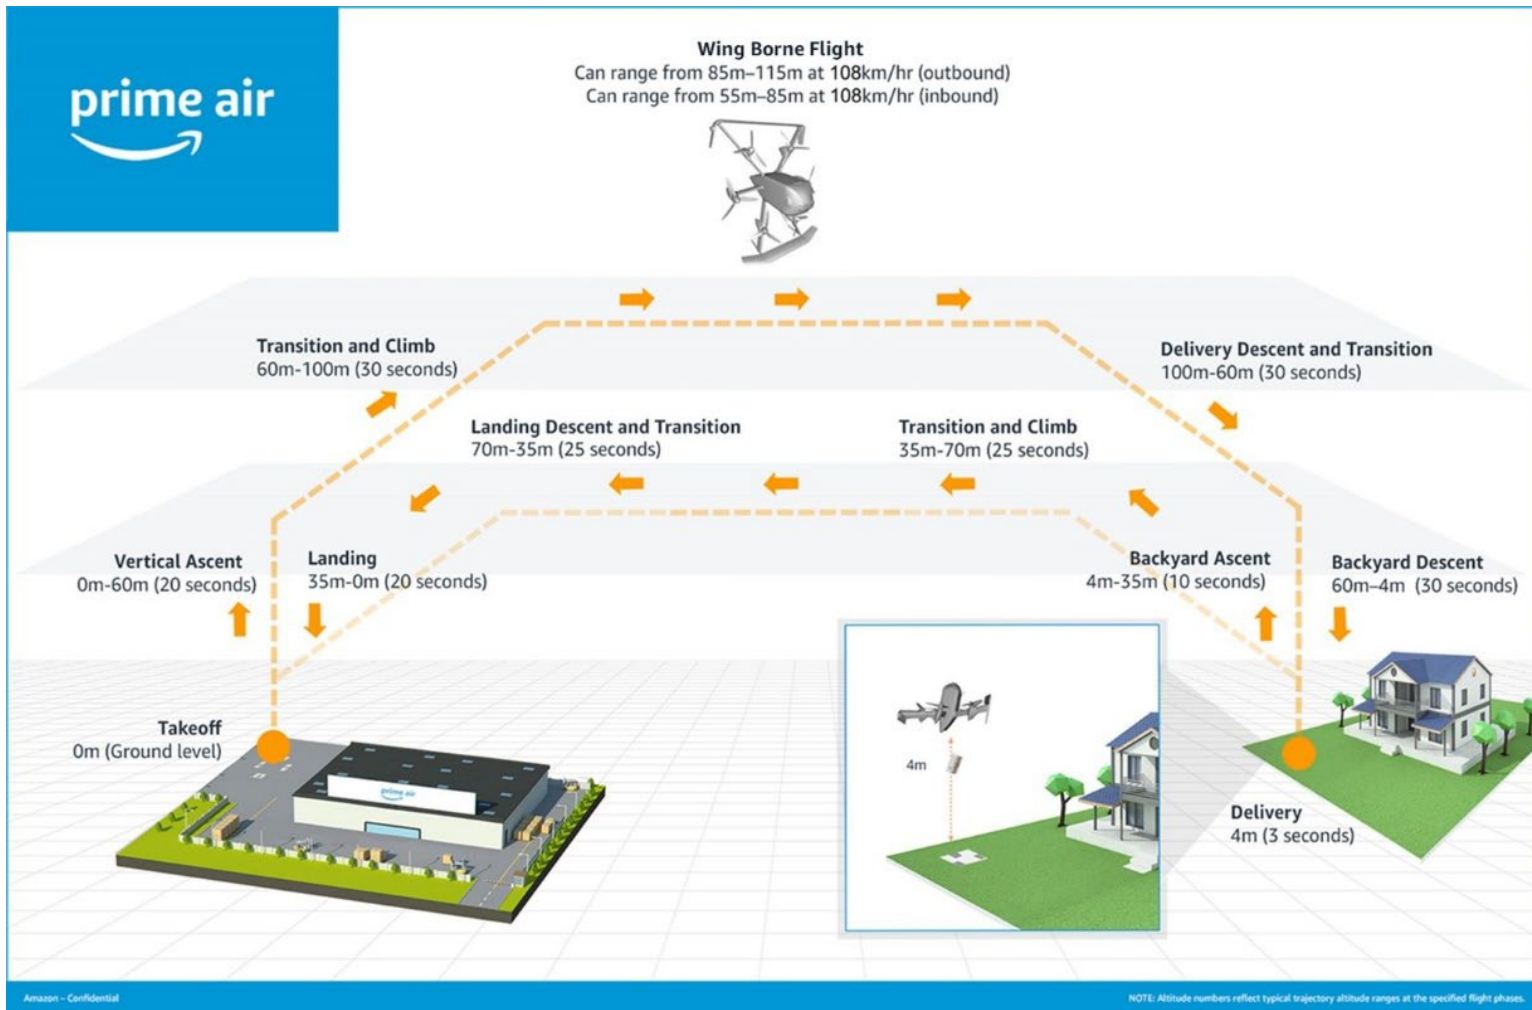 prime air
Wing Borne Flight
Can range from 85m–115m at 108km/hr (outbound)
Can range from 55m–85m at 108km/hr (inbound)
Transition and Climb
60m-100m (30 seconds)
Delivery Descent and Transition
100m-60m (30 seconds)
Landing Descent and Transition
70m-35m (25 seconds)
Transition and Climb
35m-70m (25 seconds)
Vertical Ascent
0m-60m (20 seconds)
Landing
35m-0m (20 seconds)
Backyard Ascent
4m-35m (10 seconds)
Backyard Descent
60m–4m (30 seconds)
Takeoff
0m (Ground level)
prime air
4m
Delivery
4m (3 seconds)
Amazon – Confidential
NOTE: Altitude numbers reflect typical trajectory altitude ranges at the specified flight phases.